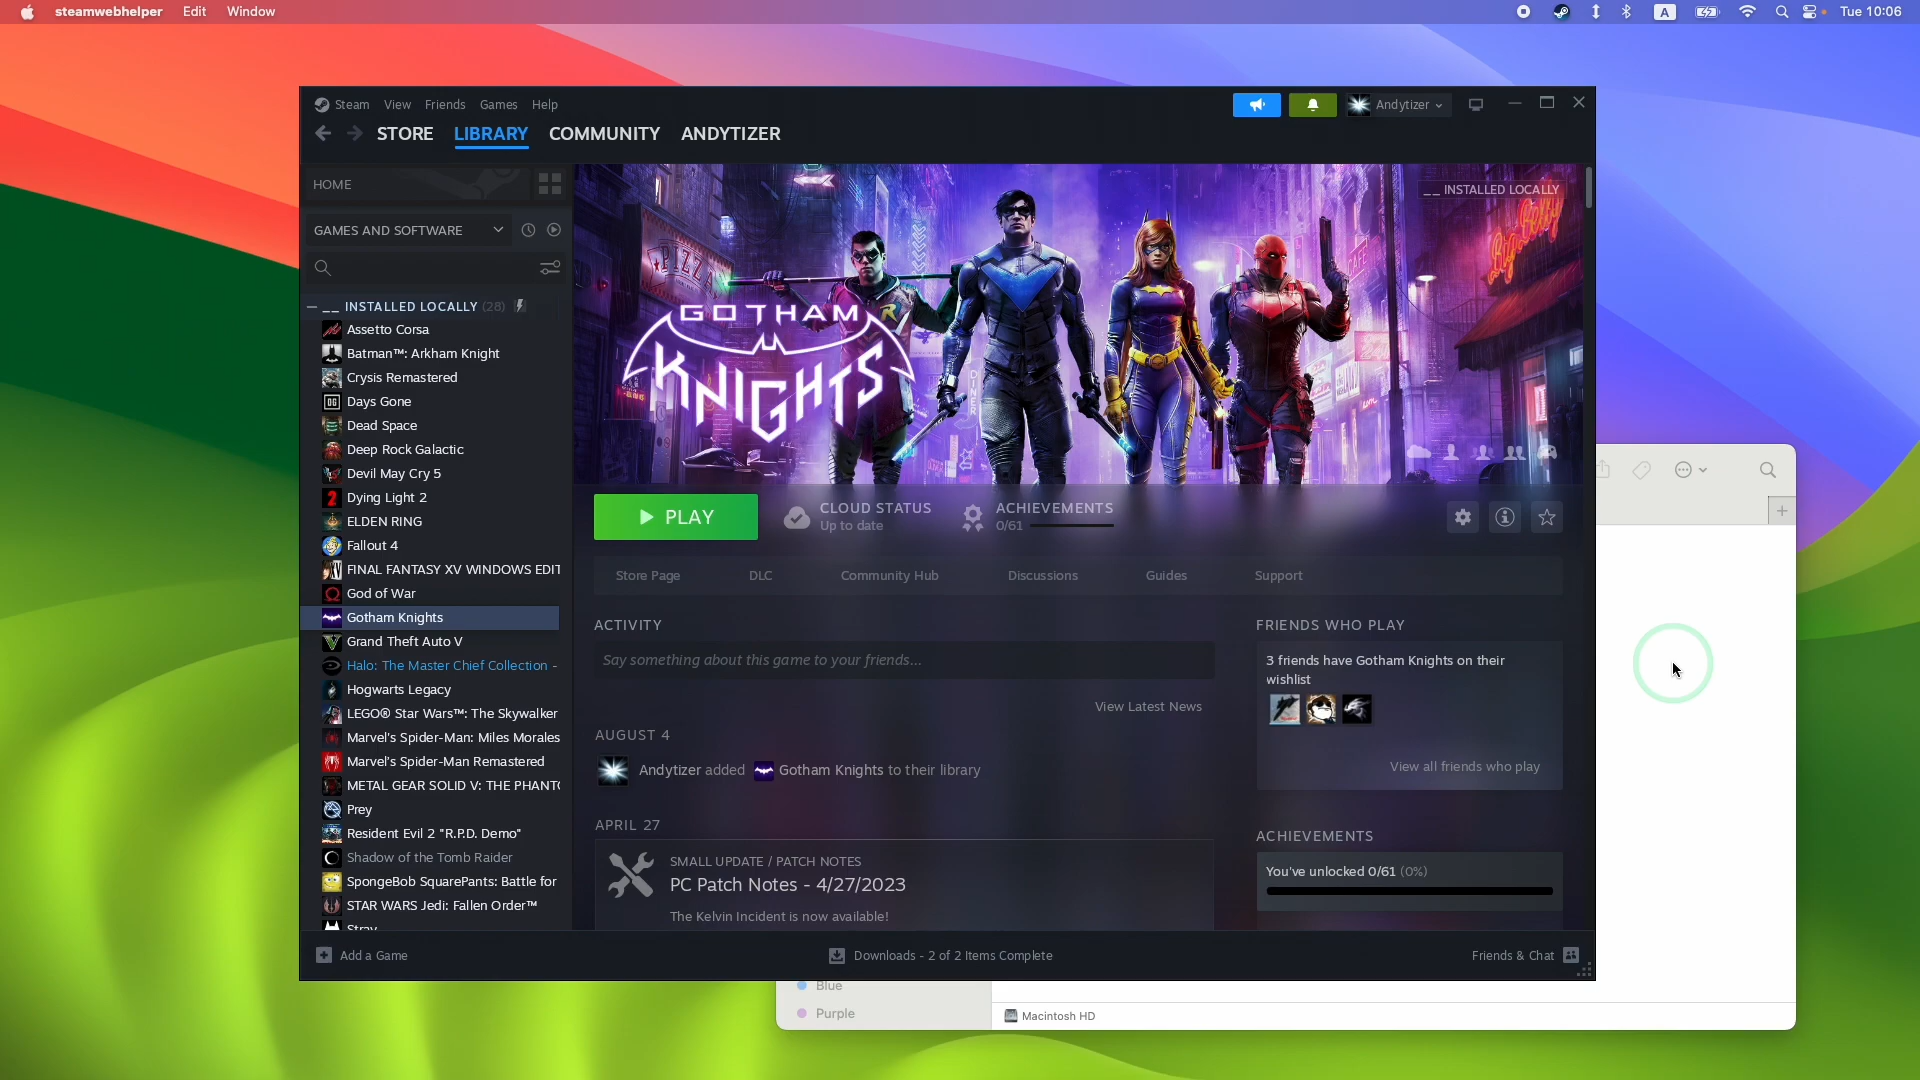 steamwebhelper Edit Window
A Tue 10:06
Steam View Friends Games Help
Andytizer
STORE LIBRARY COMMUNITY ANDYTIZER
HOME
GAMES AND SOFTWARE
__ INSTALLED LOCALLY (28)
Assetto Corsa
Batman™: Arkham Knight
Crysis Remastered
Days Gone
Dead Space
Deep Rock Galactic
Devil May Cry 5
Dying Light 2
ELDEN RING
Fallout 4
FINAL FANTASY XV WINDOWS EDIT
God of War
Gotham Knights
Grand Theft Auto V
Halo: The Master Chief Collection -
Hogwarts Legacy
LEGO® Star Wars™: The Skywalker
Marvel's Spider-Man: Miles Morales
Marvel's Spider-Man Remastered
METAL GEAR SOLID V: THE PHANT
Prey
Resident Evil 2 "R.P.D. Demo"
Shadow of the Tomb Raider
SpongeBob SquarePants: Battle for
STAR WARS Jedi: Fallen Order™
Stray
Add a Game
__ INSTALLED LOCALLY
PIZZ
DINER
GOTHAM
KNIGHTS
PLAY
CLOUD STATUS
Up to date
ACHIEVEMENTS
0/61
Store Page DLC Community Hub Discussions Guides Support
ACTIVITY
Say something about this game to your friends...
View Latest News
AUGUST 4
Andytizer added Gotham Knights to their library
APRIL 27
SMALL UPDATE / PATCH NOTES
PC Patch Notes - 4/27/2023
The Kelvin Incident is now available!
FRIENDS WHO PLAY
3 friends have Gotham Knights on their
wishlist
View all friends who play
ACHIEVEMENTS
You've unlocked 0/61 (0%)
Downloads - 2 of 2 Items Complete
Friends & Chat
Blue
Purple
Macintosh HD